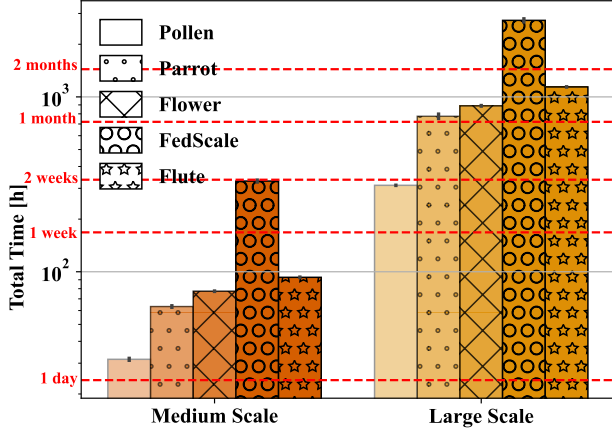 Pollen
Parrot
Flower
FedScale
Flute
2 months
10³
1 month
2 weeks
1 week
10²
1 day
Total Time [h]
Medium Scale
Large Scale